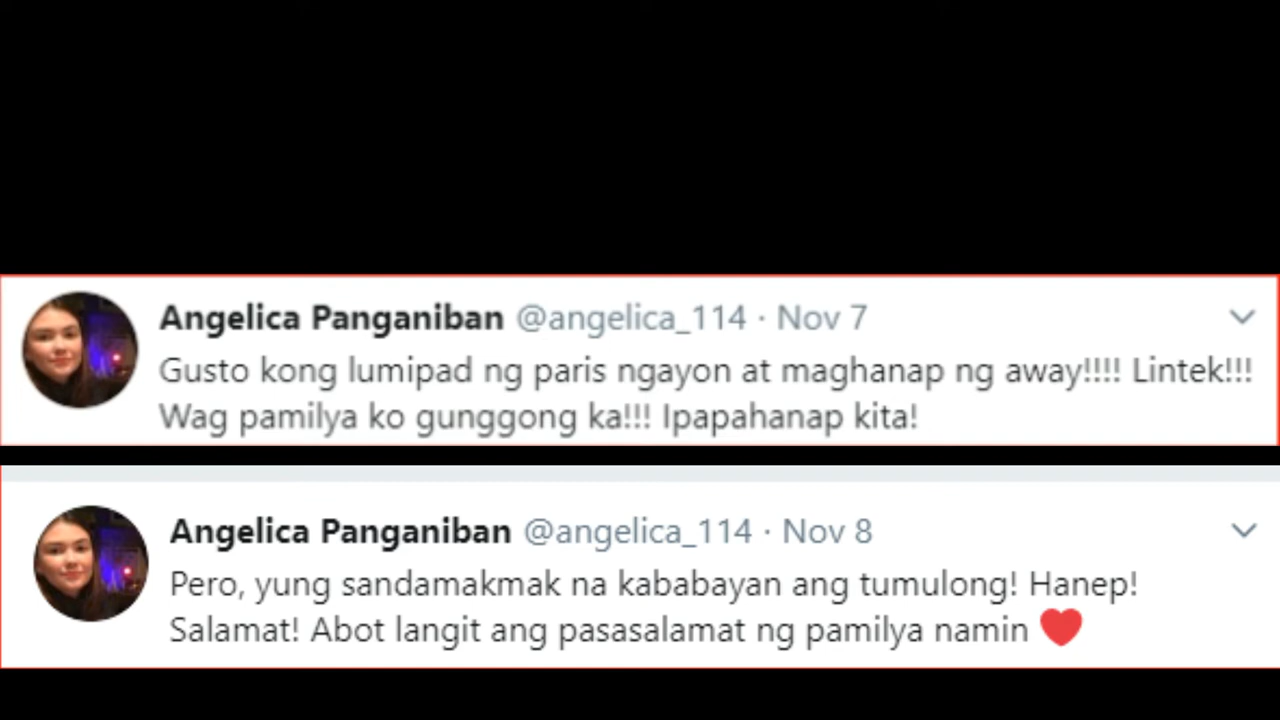 Angelica Panganiban @angelica_114 · Nov 7
Gusto kong lumipad ng paris ngayon at maghanap ng away!!!! Lintek!!!
Wag pamilya ko gunggong ka!!! Ipapahanap kita!
Angelica Panganiban @angelica_114 · Nov 8
Pero, yung sandamakmak na kababayan ang tumulong! Hanep!
Salamat! Abot langit ang pasasalamat ng pamilya namin ❤️